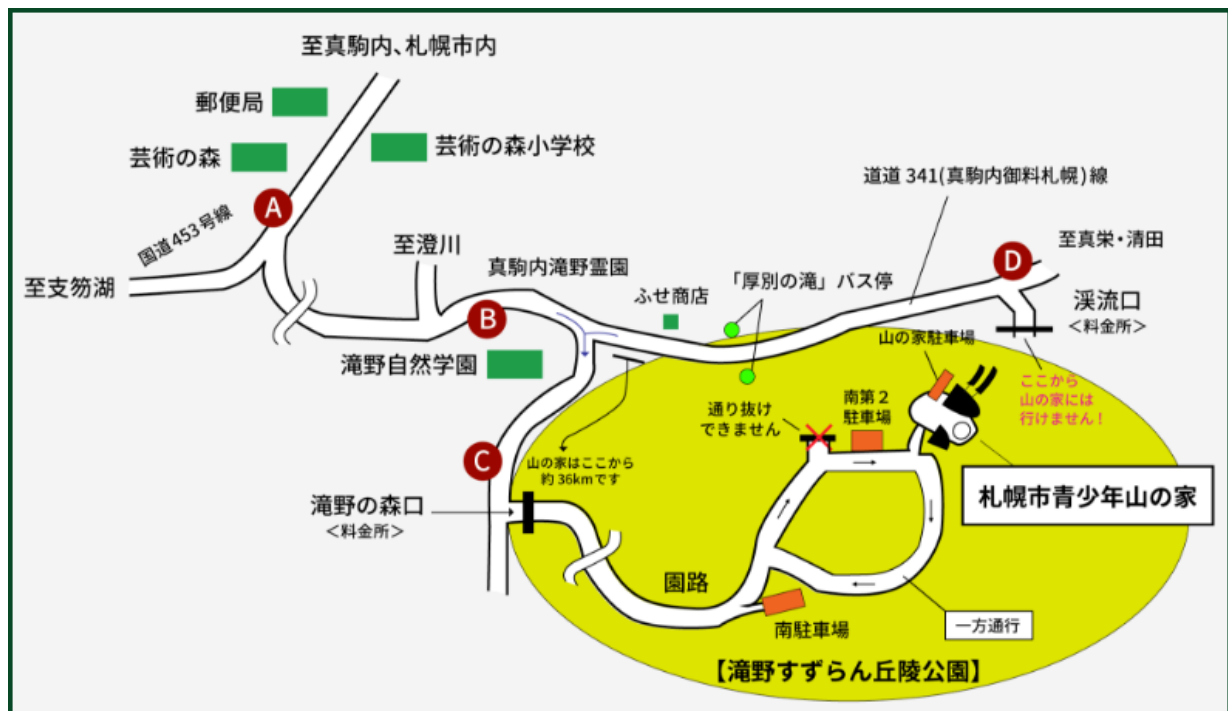 至真駒内、札幌市内
郵便局
芸術の森
芸術の森小学校
A
国道453号線
至支笏湖
至澄川
真駒内滝野霊園
B
ふせ商店
「厚別の滝」バス停
道道 341(真駒内御料札幌)線
D
至真栄・清田
渓流口
<料金所>
滝野自然学園
山の家駐車場
ここから
山の家には
行けません!
通り抜け
できません
南第2
駐車場
C
山の家はここから
約36kmです
滝野の森口
<料金所>
札幌市青少年山の家
園路
南駐車場
一方通行
【滝野すずらん丘陵公園】